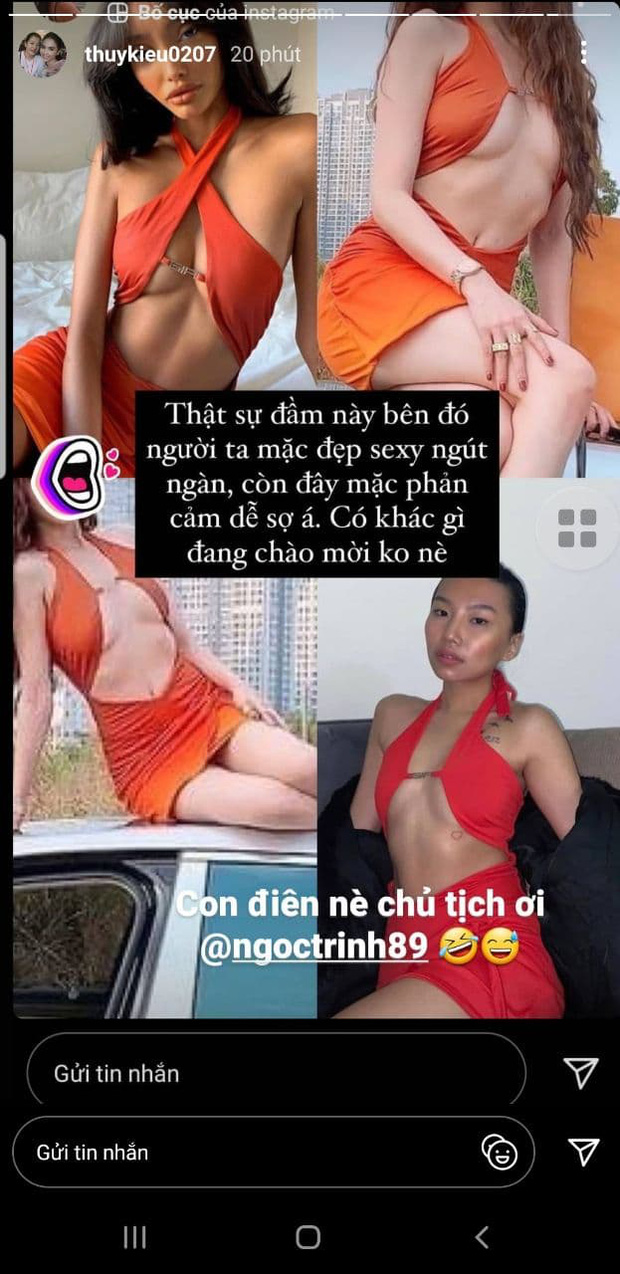 Bố cục của instagram
thuykieu0207 20 phút
Thật sự đầm này bên đó
người ta mặc đẹp sexy ngút
ngàn, còn đây mặc phản
cảm dễ sợ á. Có khác gì
đang chào mời ko nè
Con điên nè chủ tịch ơi
@ngoctrinh89 🤣😅
Gửi tin nhắn
Gửi tin nhắn